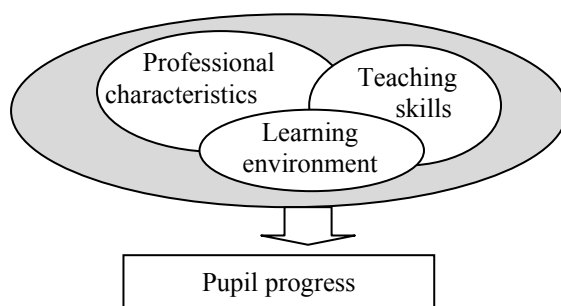 Professional
characteristics
Teaching
skills
Learning
environment
Pupil progress